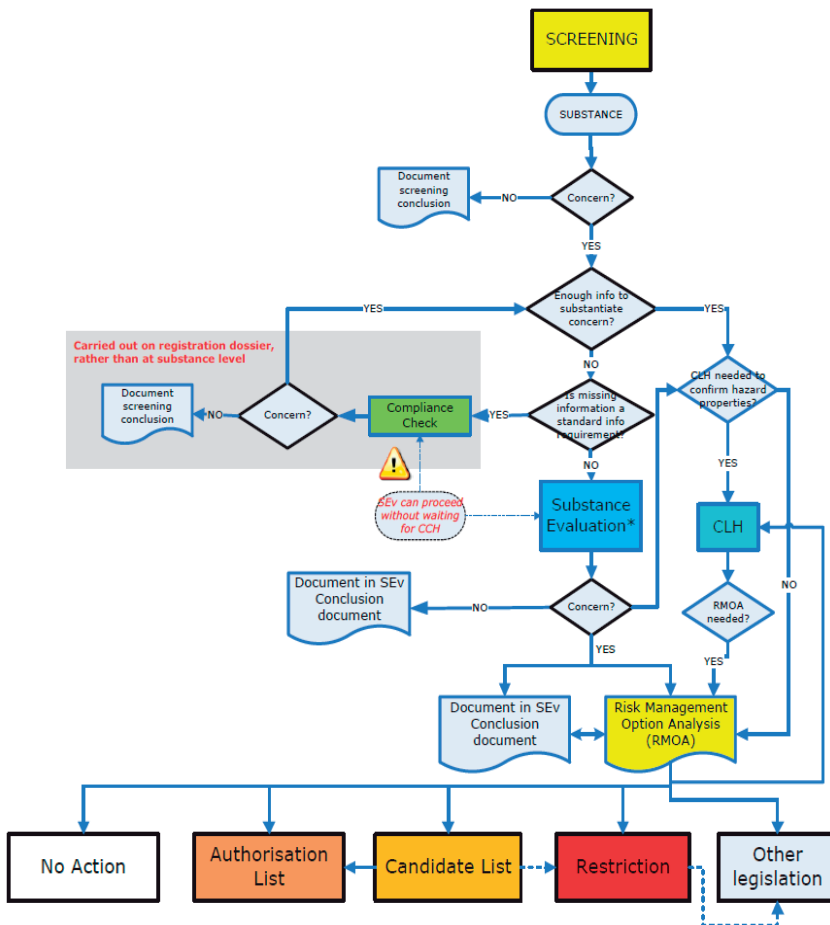 SCREENING
SUBSTANCE
Document
screening
conclusion
NO
Concern?
YES
Enough info to
substantiate
concern?
YES
YES
Carried out on registration dossier,
rather than at substance level
NO
CLH needed to
confirm hazard
properties?
Document
screening
conclusion
NO
Concern?
Compliance
Check
YES
Is missing
information a
standard info
requirement?
NO
YES
SEv can proceed
without waiting
for CCH
Substance
Evaluation*
CLH
NO
Document in SEv
Conclusion
document
NO
Concern?
RMOA
needed?
YES
YES
Document in SEv
Conclusion
document
Risk Management
Option Analysis
(RMOA)
No Action
Authorisation
List
Candidate List
Restriction
Other
legislation